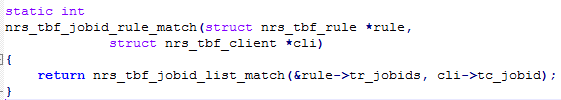 static int
nrs_tbf_jobid_rule_match(struct nrs_tbf_rule *rule,
struct nrs_tbf_client *cli)
{
return nrs_tbf_jobid_list_match(&rule->tr_jobids, cli->tc_jobid);
}